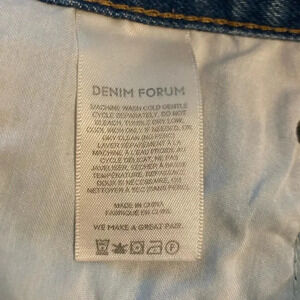 DENIM FORUM
MACHINE WASH COLD GENTLE
CYCLE SEPARATELY. DO NOT
BLEACH. TUMBLE DRY LOW.
COOL IRON ONLY IF NEEDED, OR
DRY CLEAN
LAVER SÉPARÉMENT À LA
MACHINE À L'EAU FROIDE, AU
CYCLE DÉLICAT. NE PAS
JAVELLISER. SÉCHER À BASSE
TEMPÉRATURE. REPASSAGE
DOUX SI NÉCESSAIRE, OU
NETTOYER À SEC
MADE IN CHINA
FABRIQUÉ EN CHINE
WE MAKE A GREAT PAIR.